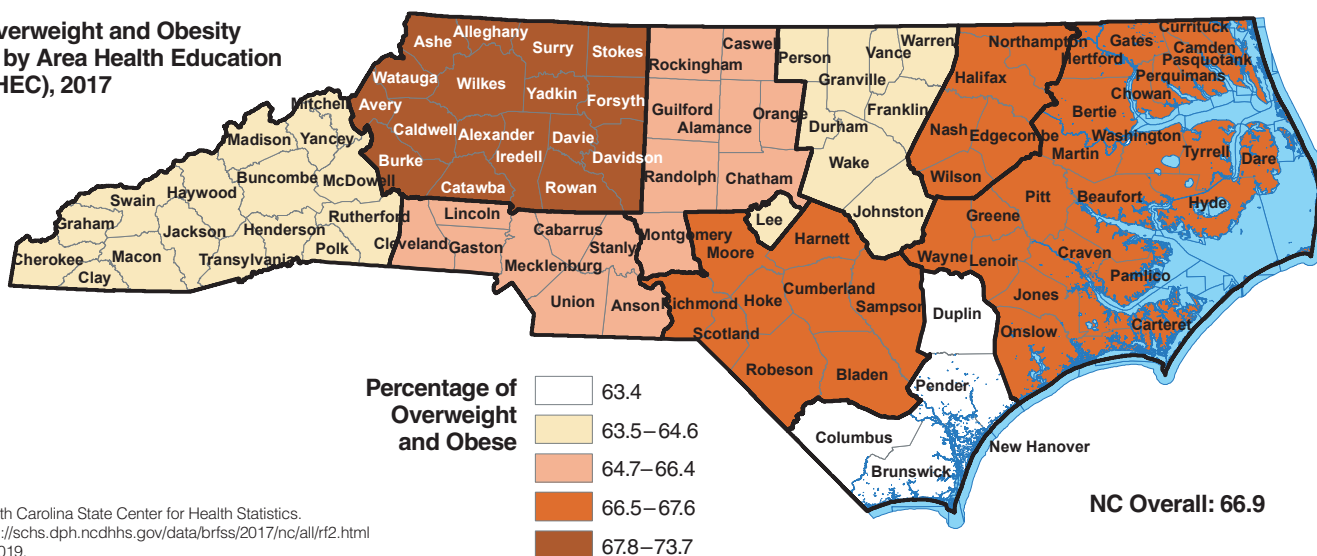 verweight and Obesity
by Area Health Education
HEC), 2017
Ashe
Alleghany
Surry
Stokes
Watauga
Wilkes
Yadkin
Forsyth
Avery
Caldwell
Alexander
Davie
Iredell
Davidson
Burke
Catawba
Rowan
Caswell
Rockingham
Guilford
Alamance
Orange
Randolph
Chatham
Person
Vance
Warren
Granville
Franklin
Durham
Wake
Johnston
Lee
Northampton
Halifax
Nash
Edgecombe
Wilson
Currituck
Gates
Camden
Hertford
Pasquotank
Perquimans
Chowan
Bertie
Washington
Martin
Tyrrell
Dare
Pitt
Beaufort
Hyde
Greene
Wayne
Lenoir
Craven
Pamlico
Jones
Onslow
Carteret
Mitchell
Madison
Yancey
Buncombe
McDowell
Haywood
Swain
Graham
Jackson
Henderson
Rutherford
Polk
Cherokee
Macon
Clay
Transylvania
Cleveland
Lincoln
Gaston
Cabarrus
Stanly
Mecklenburg
Union
Anson
Montgomery
Moore
Harnett
Richmond
Hoke
Cumberland
Sampson
Scotland
Robeson
Bladen
Duplin
Pender
Columbus
Brunswick
New Hanover
Percentage of
Overweight
and Obese
63.4
63.5–64.6
64.7–66.4
66.5–67.6
67.8–73.7
NC Overall: 66.9
th Carolina State Center for Health Statistics.
://schs.dph.ncdhhs.gov/data/brfss/2017/nc/all/rf2.html
019.